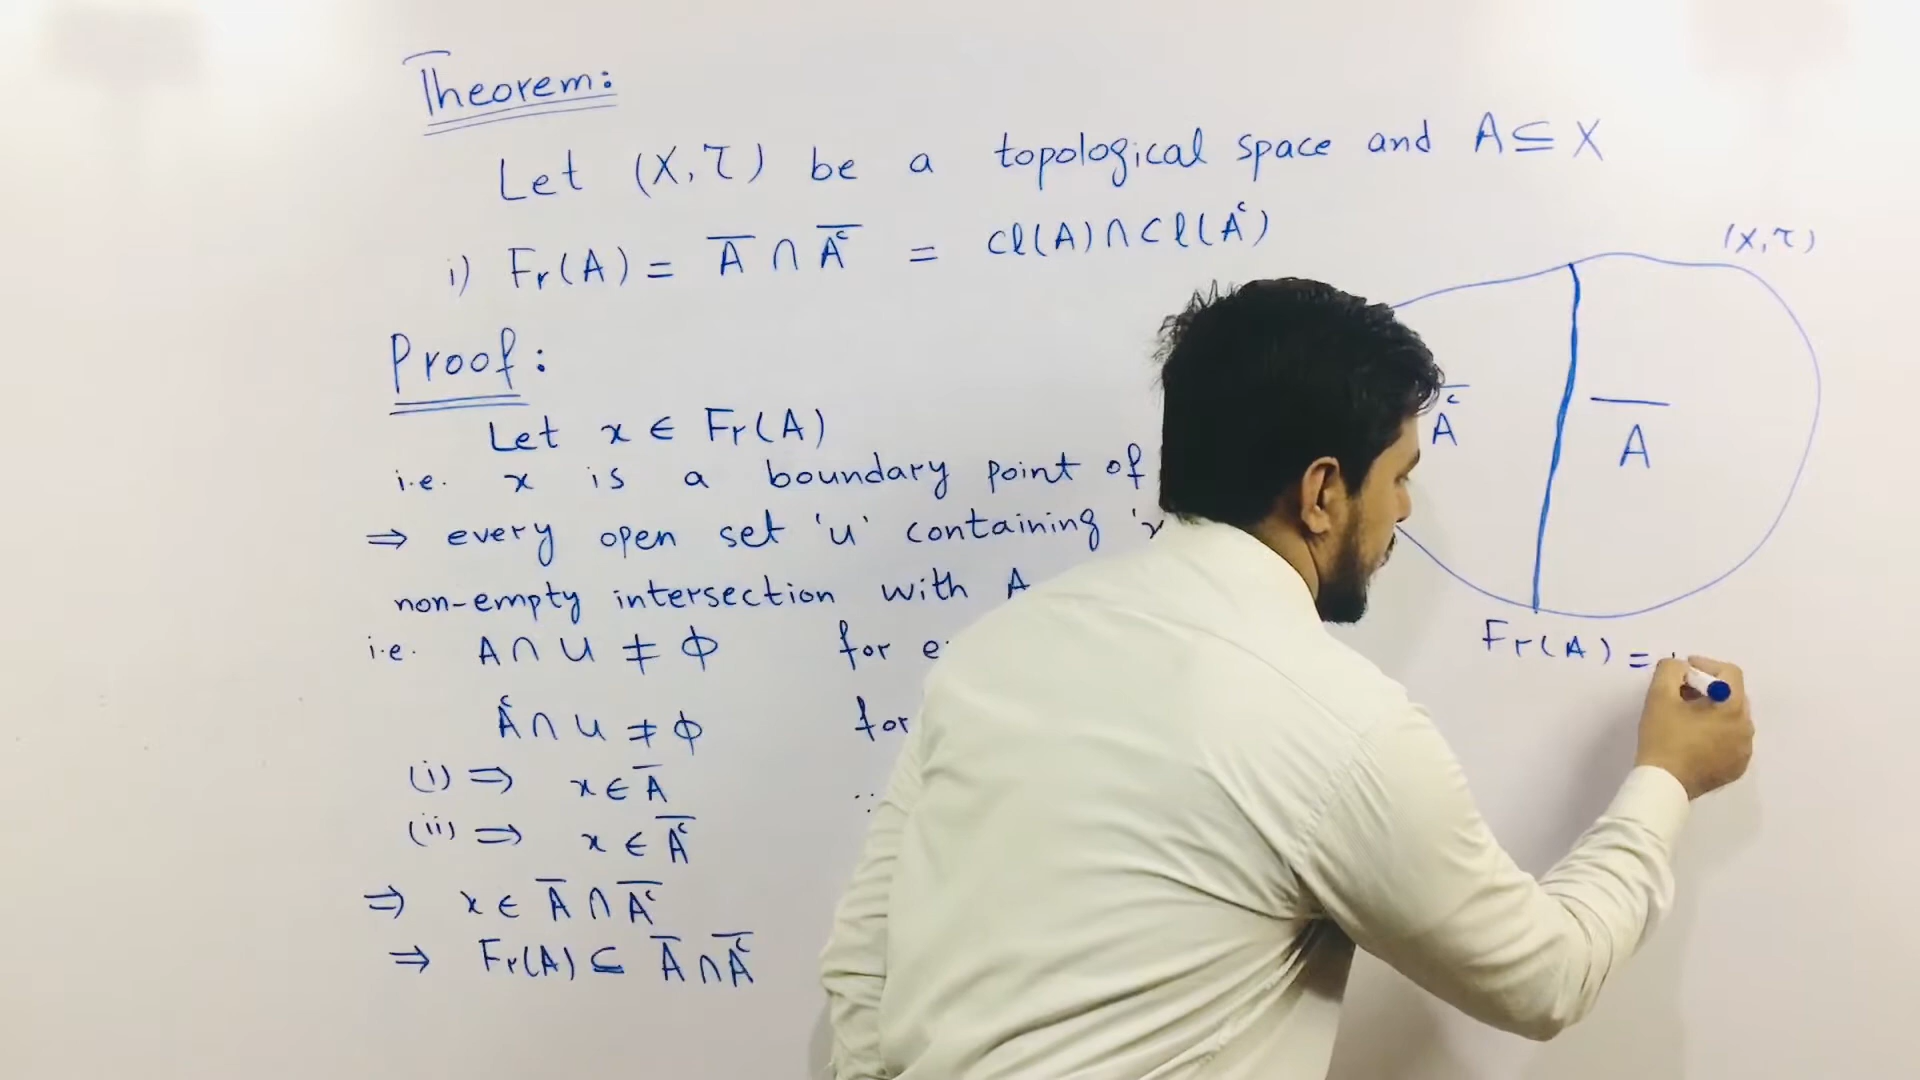 Theorem:
Let (X, τ) be a topological space and A ⊆ X
i) Fr(A) = A̅ ∩ A̅ᶜ̅ = Cl(A) ∩ Cl(Aᶜ)
Proof:
Let x ∈ Fr(A)
i.e. x is a boundary point of
⇒ every open set 'u' containing
non-empty intersection with A
i.e. A ∩ U ≠ ϕ for
Aᶜ ∩ U ≠ ϕ for
(i) ⇒ x ∈ A̅ ∵
(ii) ⇒ x ∈ A̅ᶜ̅
⇒ x ∈ A̅ ∩ A̅ᶜ̅
⇒ Fr(A) ⊆ A̅ ∩ A̅ᶜ̅
(X, τ)
A̅ᶜ̅
A̅
Fr(A) =